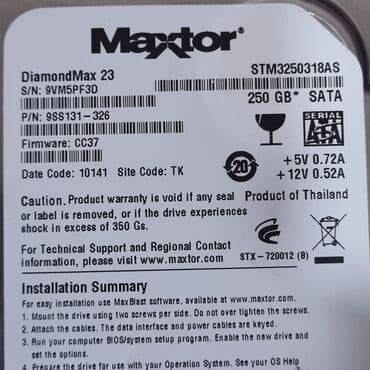 Maxtor®
DiamondMax 23
STM3250318AS
S/N: 9VM5PF3D
250 GB* SATA
P/N: 9SS131-326
SERIAL
SATA
Firmware: CC37
20
+5V 0.72A
Date Code: 10141 Site Code: TK
+12V 0.52A
Caution. Product warranty is void if any seal
or label is removed, or if the drive experiences
shock in excess of 350 Gs.
Product of Thailand
For Technical Support and Regional Contact
information, please visit www.maxtor.com
STX-720012 (B)
Installation Summary
For easy installation use MaxBlast software, available at www.maxtor.com.
1. Mount the drive using two screws per side. Do not over tighten the screws.
2. Attach the cables. The data interface and power cables are keyed.
3. Run your computer BIOS/system setup program. Enable the new drive and
set the options.
4. Prepare the drive for use with your Operation System. See your OS Help